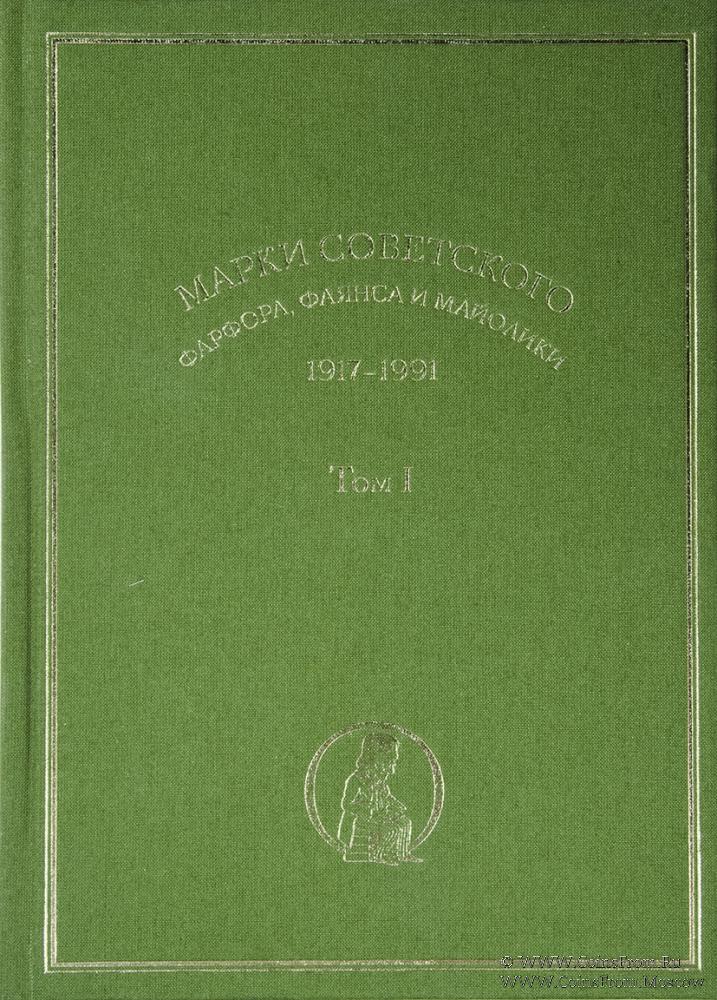 МАРКИ СОВЕТСКОГО
ФАРФОРА, ФАЯНСА И МАЙОЛИКИ
1917–1991
Том I
© WWW.CoinsFrom.Ru
WWW.CoinsFrom.Moscow